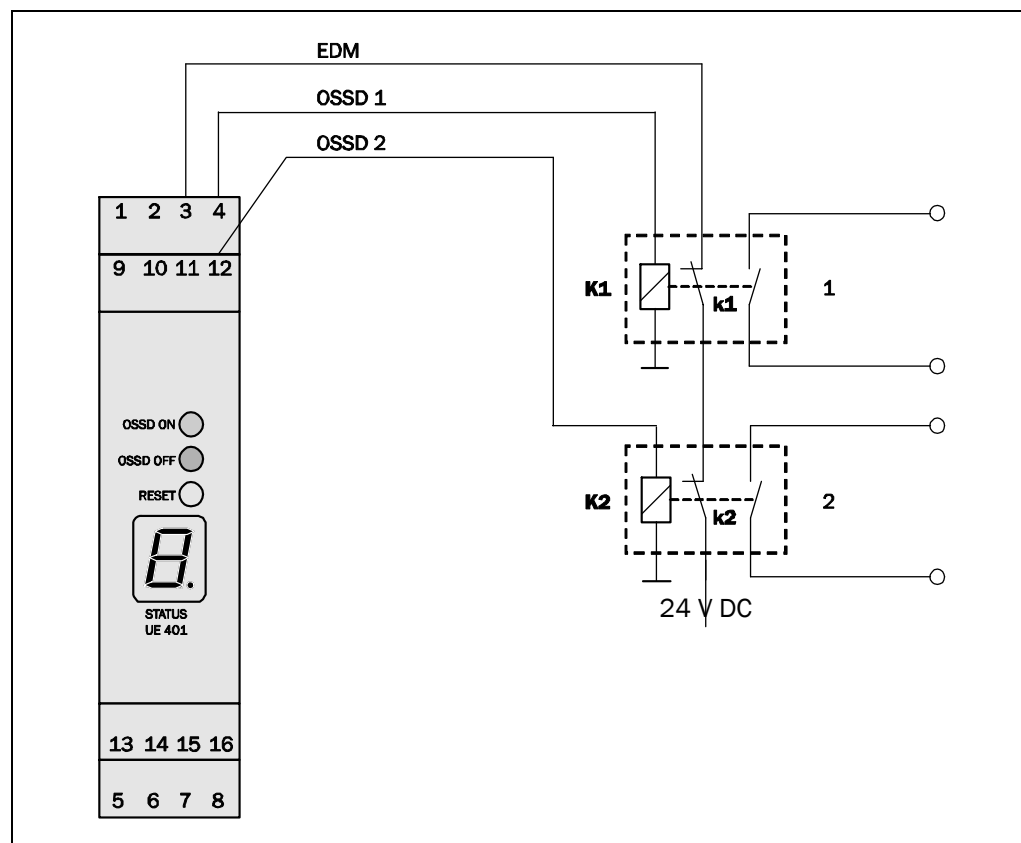 EDM
OSSD 1
OSSD 2
1 2 3 4
9 10 11 12
K1
k1
1
OSSD ON
OSSD OFF
RESET
K2
k2
2
8.
STATUS
UE 401
24 V DC
13 14 15 16
5 6 7 8